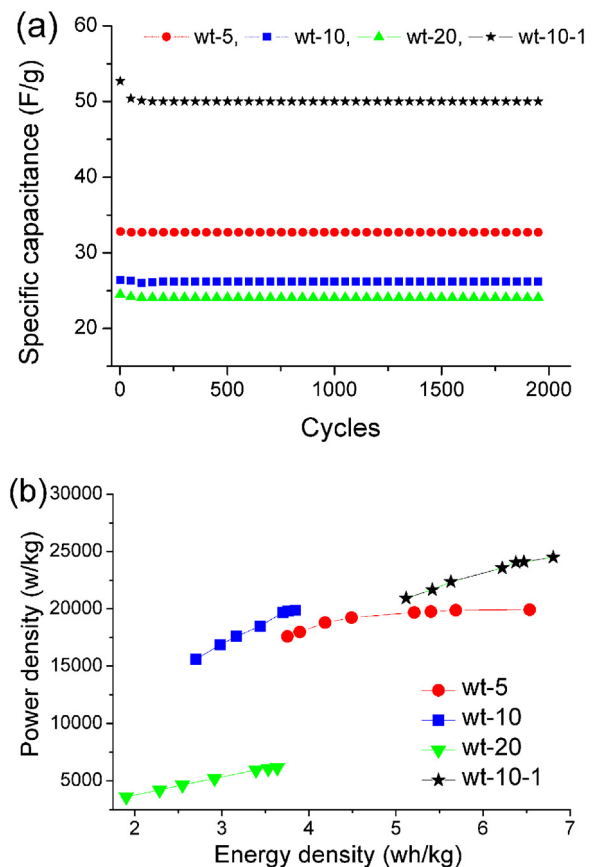 (a)
wt-5, wt-10, wt-20, wt-10-1
Specific capacitance (F/g)
60
50
40
30
20
0 500 1000 1500 2000
Cycles
(b)
Power density (w/kg)
30000
25000
20000
15000
10000
5000
wt-5
wt-10
wt-20
wt-10-1
2 3 4 5 6 7
Energy density (wh/kg)